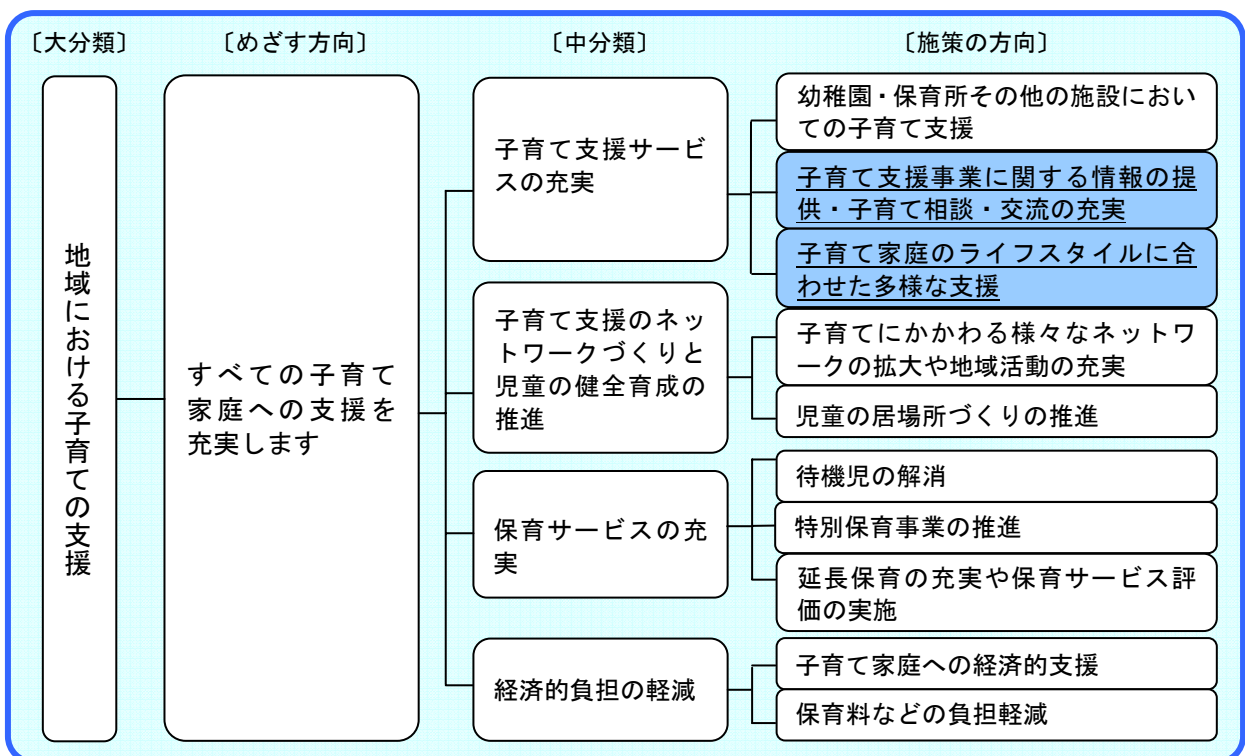 〔大分類〕
〔めざす方向〕
〔中分類〕
〔施策の方向〕
地域における子育ての支援
すべての子育て
家庭への支援を
充実します
子育て支援サービ
スの充実
幼稚園・保育所その他の施設におい
ての子育て支援
子育て支援事業に関する情報の提
供・子育て相談・交流の充実
子育て家庭のライフスタイルに合
わせた多様な支援
子育て支援のネッ
トワークづくりと
児童の健全育成の
推進
子育てにかかわる様々なネットワ
ークの拡大や地域活動の充実
児童の居場所づくりの推進
保育サービスの充
実
待機児の解消
特別保育事業の推進
延長保育の充実や保育サービス評
価の実施
経済的負担の軽減
子育て家庭への経済的支援
保育料などの負担軽減